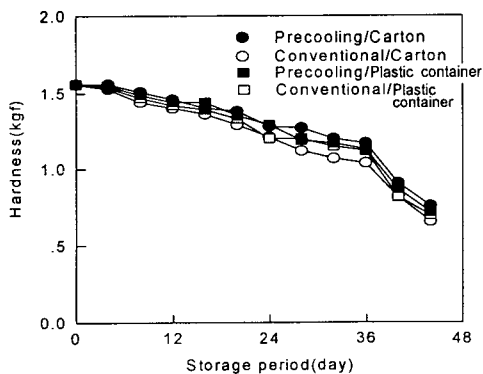 2.0
1.5
1.0
.5
0.0
Hardness(kgf)
Precooling/Carton
Conventional/Carton
Precooling/Plastic container
Conventional/Plastic
container
0 12 24 36 48
Storage period(day)